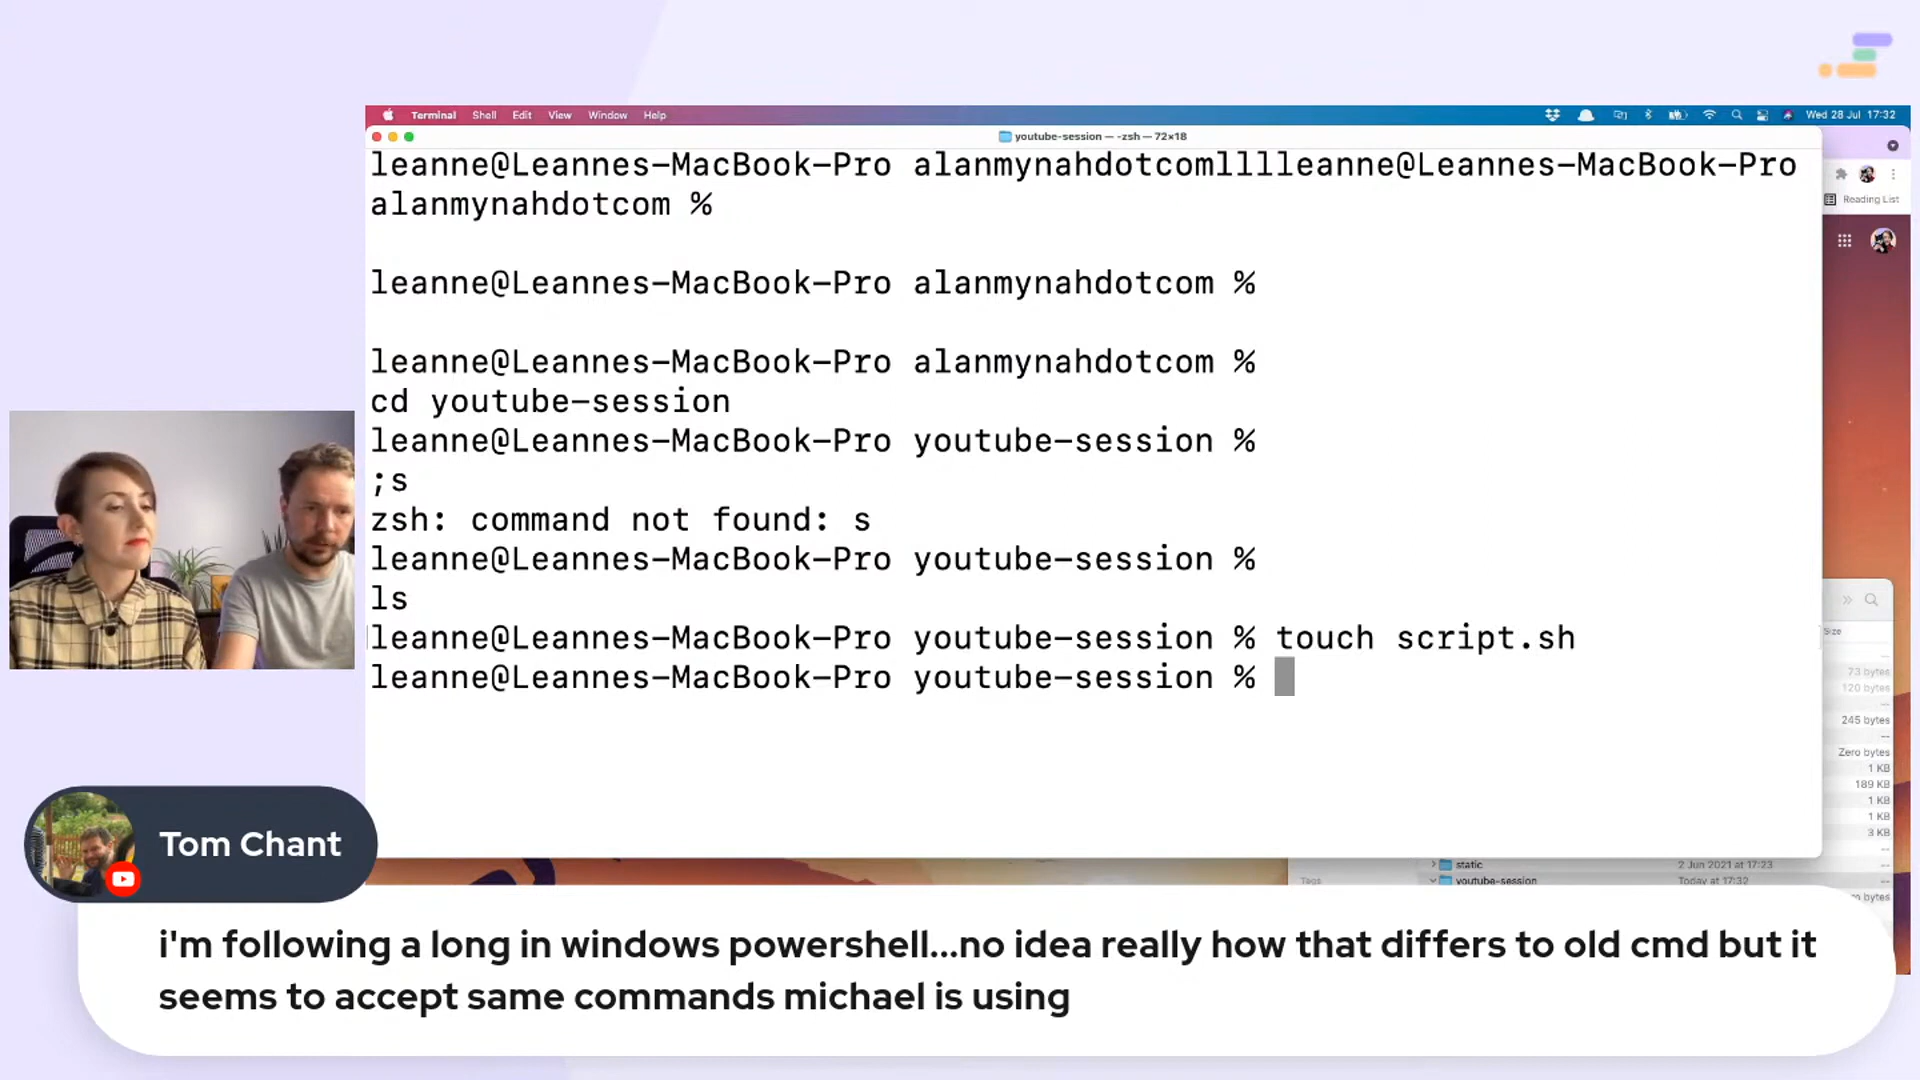 Terminal Shell Edit View Window Help
Wed 28 Jul 17:32
youtube-session — -zsh — 72×18
leanne@Leannes-MacBook-Pro alanmynahdotcomllllleanne@Leannes-MacBook-Pro
alanmynahdotcom %
leanne@Leannes-MacBook-Pro alanmynahdotcom %
leanne@Leannes-MacBook-Pro alanmynahdotcom %
cd youtube-session
leanne@Leannes-MacBook-Pro youtube-session %
;s
zsh: command not found: s
leanne@Leannes-MacBook-Pro youtube-session %
ls
leanne@Leannes-MacBook-Pro youtube-session % touch script.sh
leanne@Leannes-MacBook-Pro youtube-session %
Reading List
Size
--
73 bytes
120 bytes
--
245 bytes
--
Zero bytes
1 KB
189 KB
1 KB
1 KB
3 KB
--
static 2 Jun 2021 at 17:23 --
Tags youtube-session Today at 17:32 --
bytes
Tom Chant
i'm following a long in windows powershell...no idea really how that differs to old cmd but it
seems to accept same commands michael is using